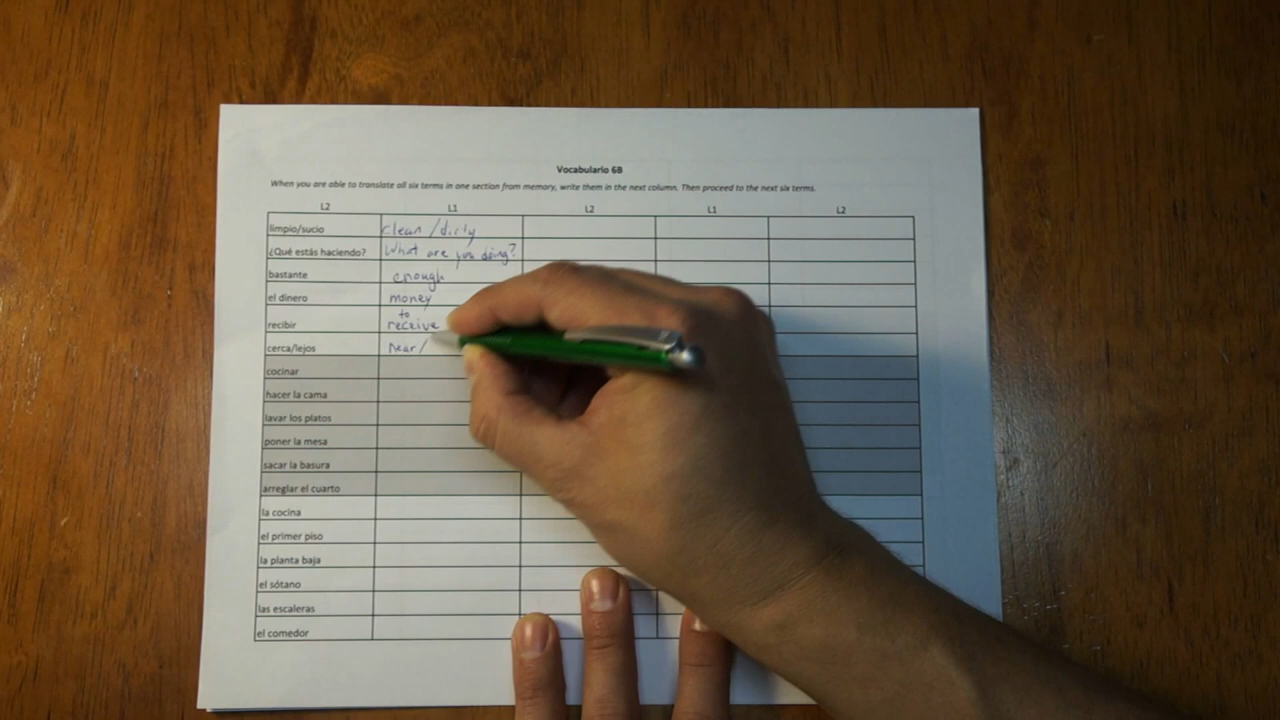 Vocabulario 6B
When you are able to translate all six terms in one section from memory, write them in the next column. Then proceed to the next six terms.
L2 L1 L2 L1 L2
limpio/sucio clean/dirty
¿Qué estás haciendo? What are you doing?
bastante enough
el dinero money
recibir to receive
cerca/lejos near/
cocinar
hacer la cama
lavar los platos
poner la mesa
sacar la basura
arreglar el cuarto
la cocina
el primer piso
la planta baja
el sótano
las escaleras
el comedor